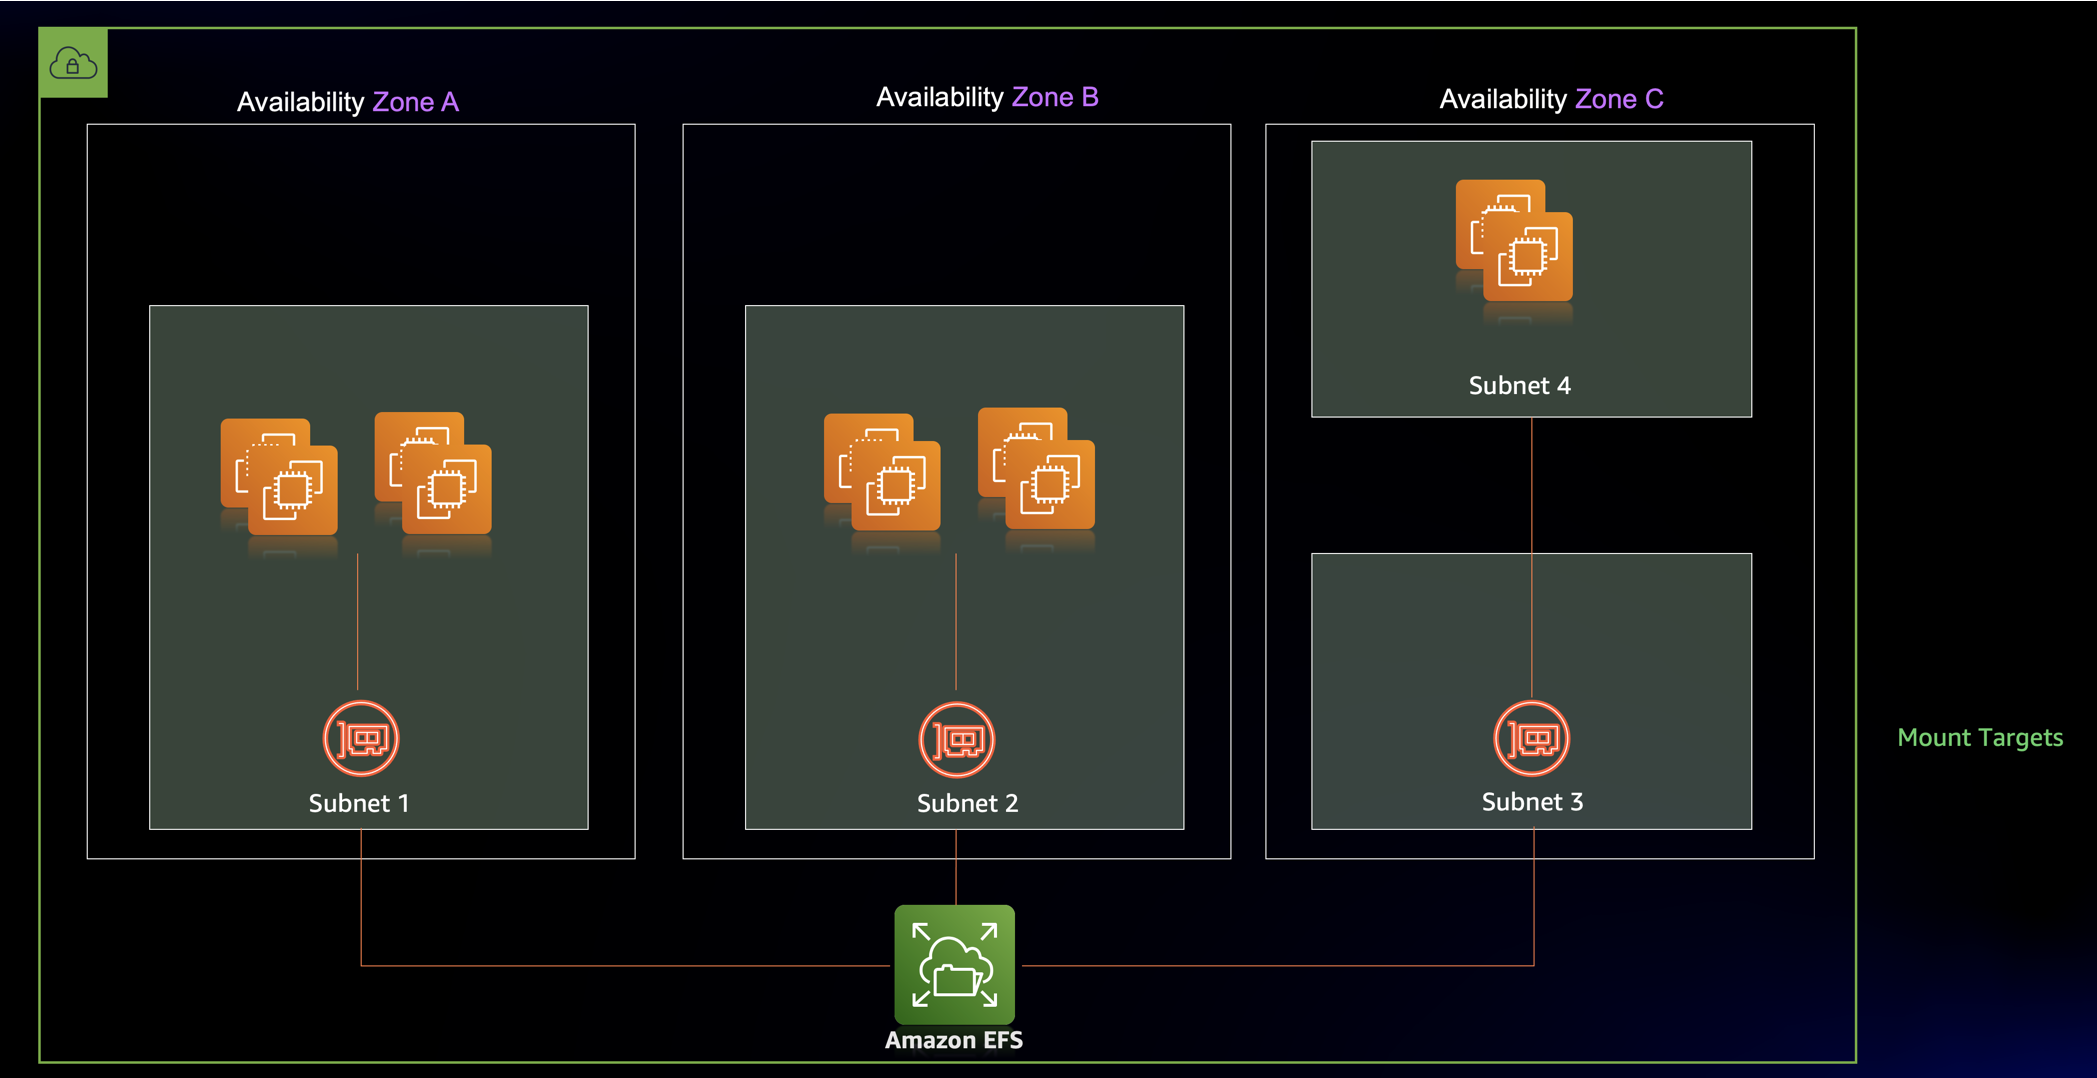 Availability Zone A
Availability Zone B
Availability Zone C
Subnet 4
Mount Targets
Subnet 1
Subnet 2
Subnet 3
Amazon EFS